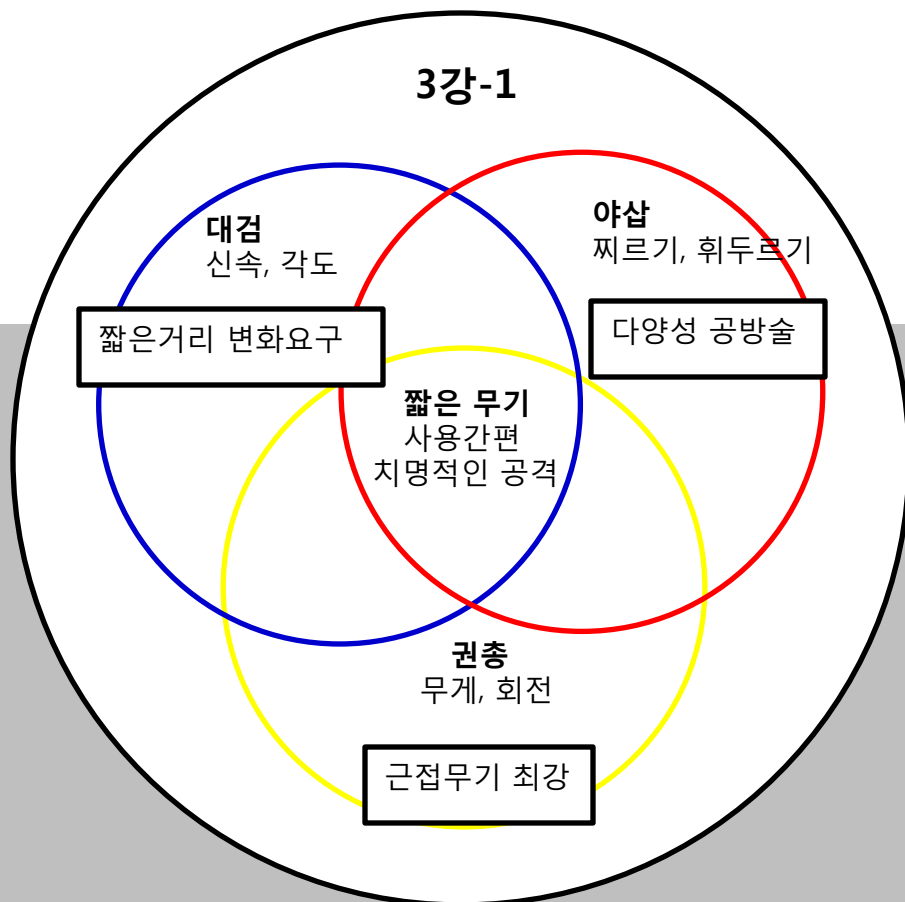 3강-1
대검
신속, 각도
짧은거리 변화요구
야삽
찌르기, 휘두르기
다양성 공방술
짧은 무기
사용간편
치명적인 공격
권총
무게, 회전
근접무기 최강